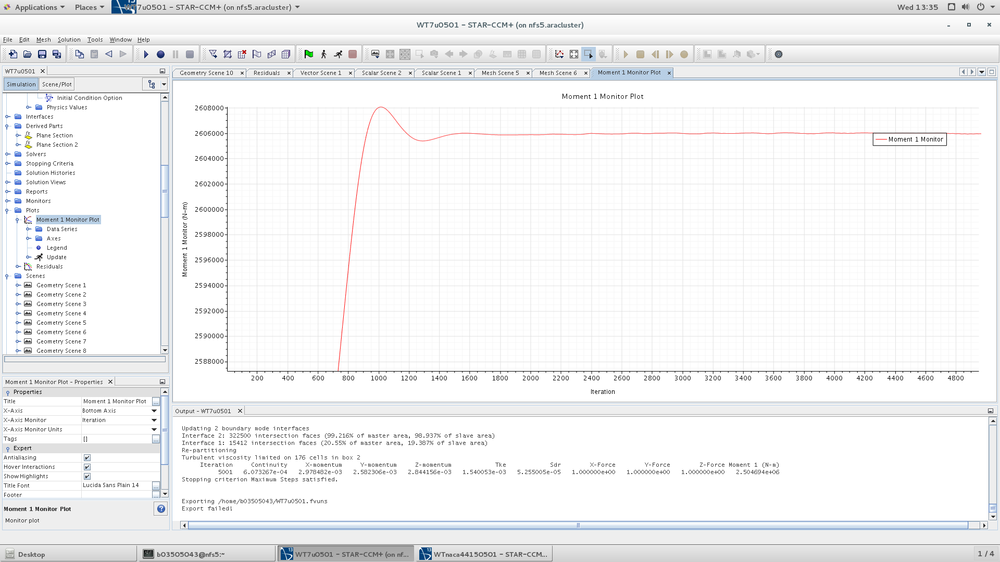 Applications Places WT7u0501 - STAR-CCM+ (on nfs5.aracluster) Wed 13:35
WT7u0501 - STAR-CCM+ (on nfs5.aracluster)
File Edit Mesh Solution Tools Window Help
WT7u0501
Simulation Scene/Plot
Initial Condition Option
Physics Values
Interfaces
Derived Parts
Plane Section
Plane Section 2
Solvers
Stopping Criteria
Solution Histories
Solution Views
Reports
Monitors
Plots
Moment 1 Monitor Plot
Data Series
Axes
Legend
Update
Residuals
Scenes
Geometry Scene 1
Geometry Scene 2
Geometry Scene 3
Geometry Scene 4
Geometry Scene 5
Geometry Scene 6
Geometry Scene 7
Geometry Scene 8
Moment 1 Monitor Plot - Properties
Properties
Title Moment 1 Monitor Plot ...
X-Axis Bottom Axis
X-Axis Monitor Iteration
X-Axis Monitor Units
Tags [] ...
Expert
Antialiasing
Hover Interactions
Show Highlights
Title Font Lucida Sans Plain 14 ...
Footer ...
Moment 1 Monitor Plot
Monitor plot
Geometry Scene 10 Residuals Vector Scene 1 Scalar Scene 2 Scalar Scene 1 Mesh Scene 5 Mesh Scene 6 Moment 1 Monitor Plot
Moment 1 Monitor Plot
2608000
2606000
2604000
2602000
2600000
2598000
2596000
2594000
2592000
2590000
2588000
Moment 1 Monitor (N-m)
Moment 1 Monitor
200 400 600 800 1000 1200 1400 1600 1800 2000 2200 2400 2600 2800 3000 3200 3400 3600 3800 4000 4200 4400 4600 4800
Iteration
Output - WT7u0501
Updating 2 boundary mode interfaces
Interface 2: 322500 intersection faces (99.216% of master area, 98.937% of slave area)
Interface 1: 15412 intersection faces (20.55% of master area, 19.387% of slave area)
Re-partitioning
Turbulent viscosity limited on 176 cells in box 2
Iteration Continuity X-momentum Y-momentum Z-momentum Tke Sdr X-Force Y-Force Z-Force Moment 1 (N-m)
5001 6.073267e-04 2.978482e-03 2.582306e-03 2.844156e-03 1.540053e-03 5.255005e-05 1.000000e+00 1.000000e+00 1.000000e+00 2.504694e+06
Stopping criterion Maximum Steps satisfied.
Exporting /home/b03505043/WT7u0501.fvuns
Export failed!
Desktop b03505043@nfs5:~ 13 WT7u0501 - STAR-CCM+ (on nf... 13 WTnaca44150501 - STAR-CCM... 1 / 4